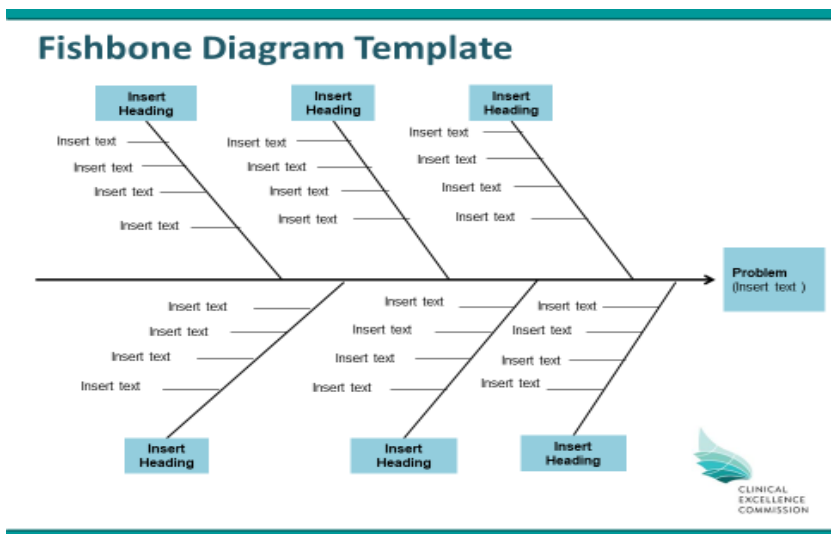 Fishbone Diagram Template
Insert
Heading
Insert
Heading
Insert
Heading
Insert text
Insert text
Insert text
Insert text
Insert text
Insert text
Insert text
Insert text
Insert text
Insert text
Insert text
Insert text
Problem
(Insert text )
Insert text
Insert text
Insert text
Insert text
Insert text
Insert text
Insert text
Insert text
Insert text
Insert text
Insert text
Insert text
Insert
Heading
Insert
Heading
Insert
Heading
CLINICAL
EXCELLENCE
COMMISSION